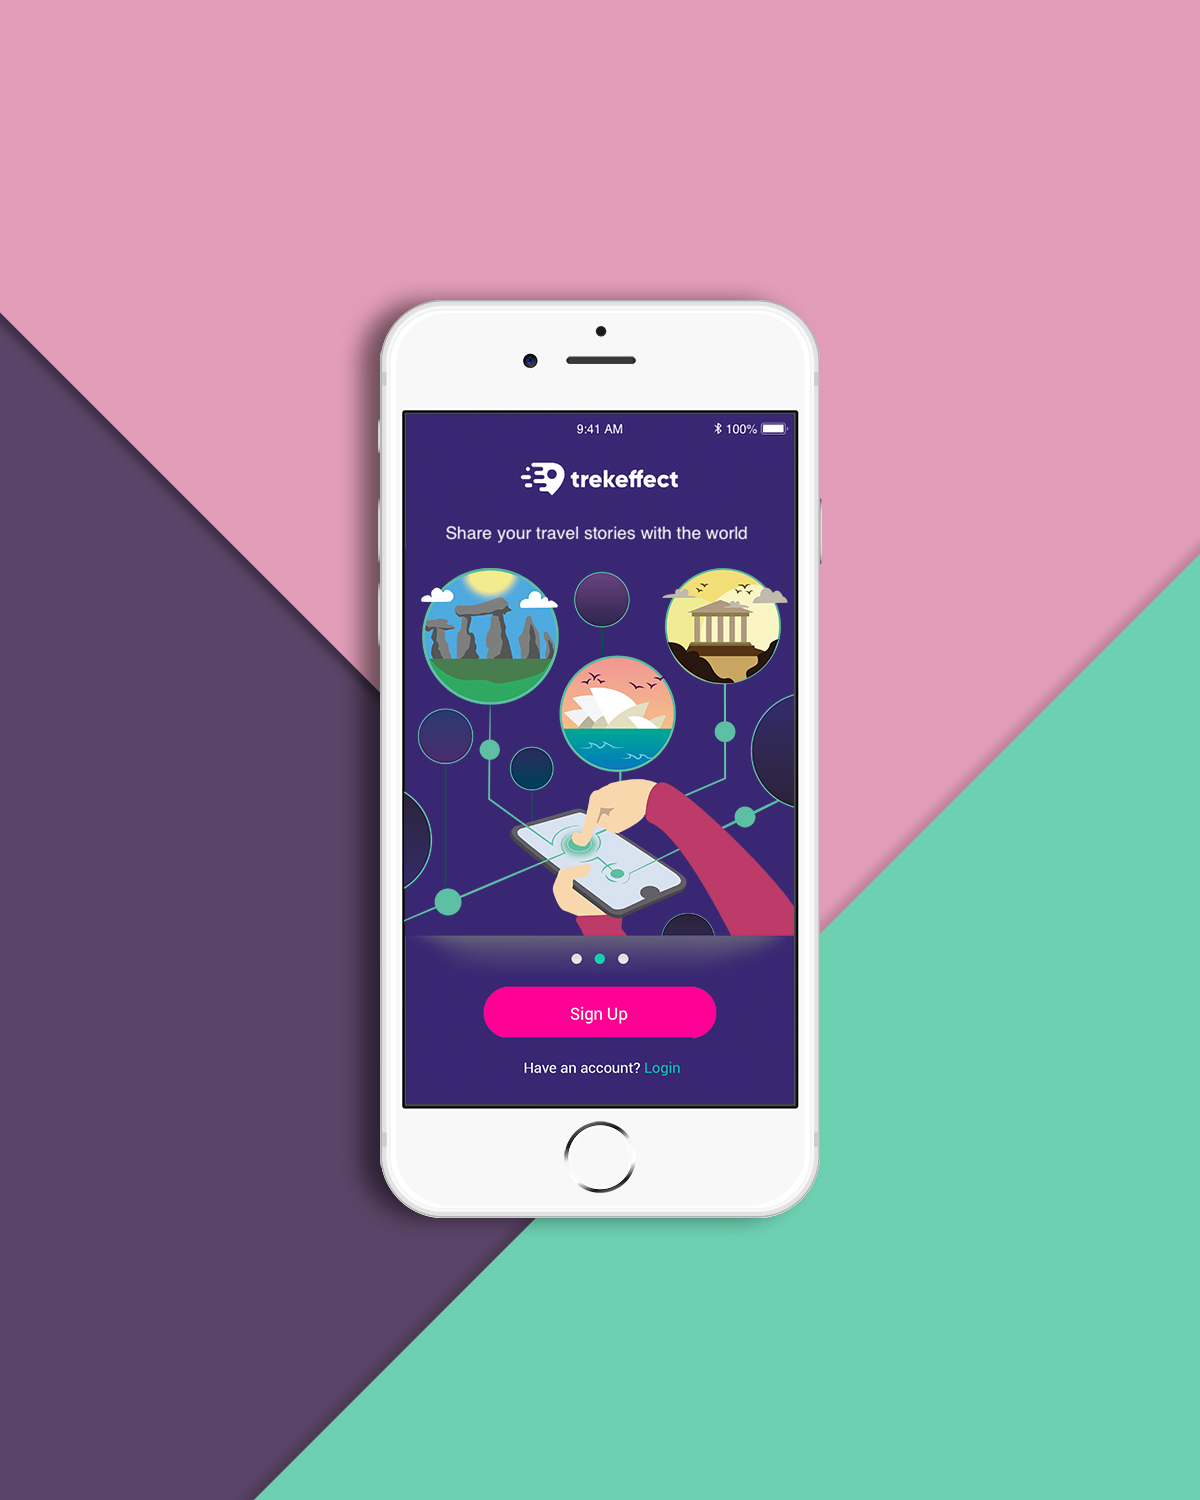 9:41 AM
100%
trekeffect
Share your travel stories with the world
Sign Up
Have an account? Login